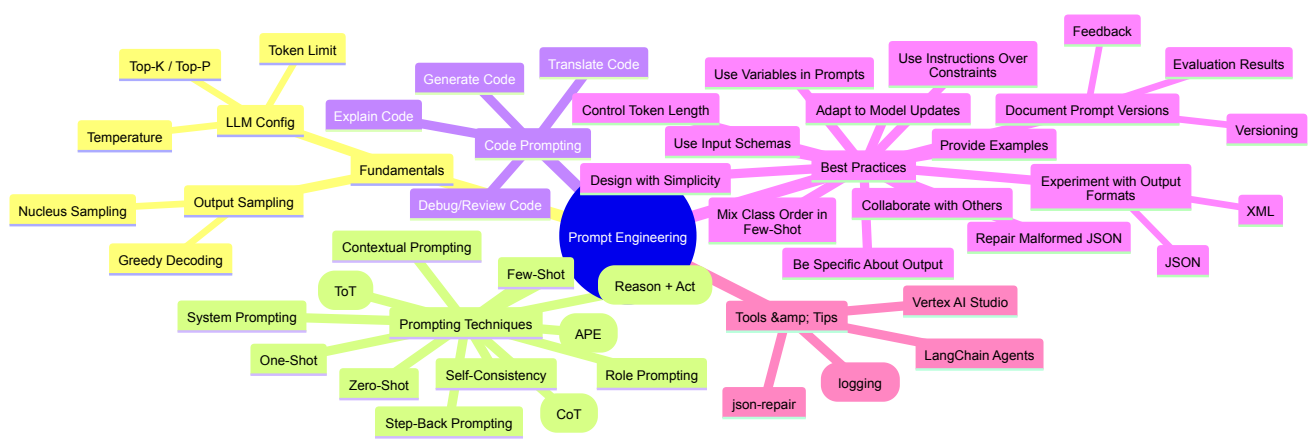 Prompt Engineering
Fundamentals
LLM Config
Temperature
Top-K / Top-P
Token Limit
Output Sampling
Nucleus Sampling
Greedy Decoding
Code Prompting
Explain Code
Generate Code
Translate Code
Debug/Review Code
Best Practices
Use Variables in Prompts
Use Instructions Over
Constraints
Control Token Length
Adapt to Model Updates
Use Input Schemas
Provide Examples
Design with Simplicity
Mix Class Order in
Few-Shot
Collaborate with Others
Repair Malformed JSON
Be Specific About Output
Document Prompt Versions
Feedback
Evaluation Results
Versioning
Experiment with Output
Formats
XML
JSON
Prompting Techniques
Contextual Prompting
Few-Shot
Reason + Act
ToT
System Prompting
APE
One-Shot
Zero-Shot
Self-Consistency
Role Prompting
Step-Back Prompting
CoT
Tools &amp; Tips
Vertex AI Studio
LangChain Agents
logging
json-repair